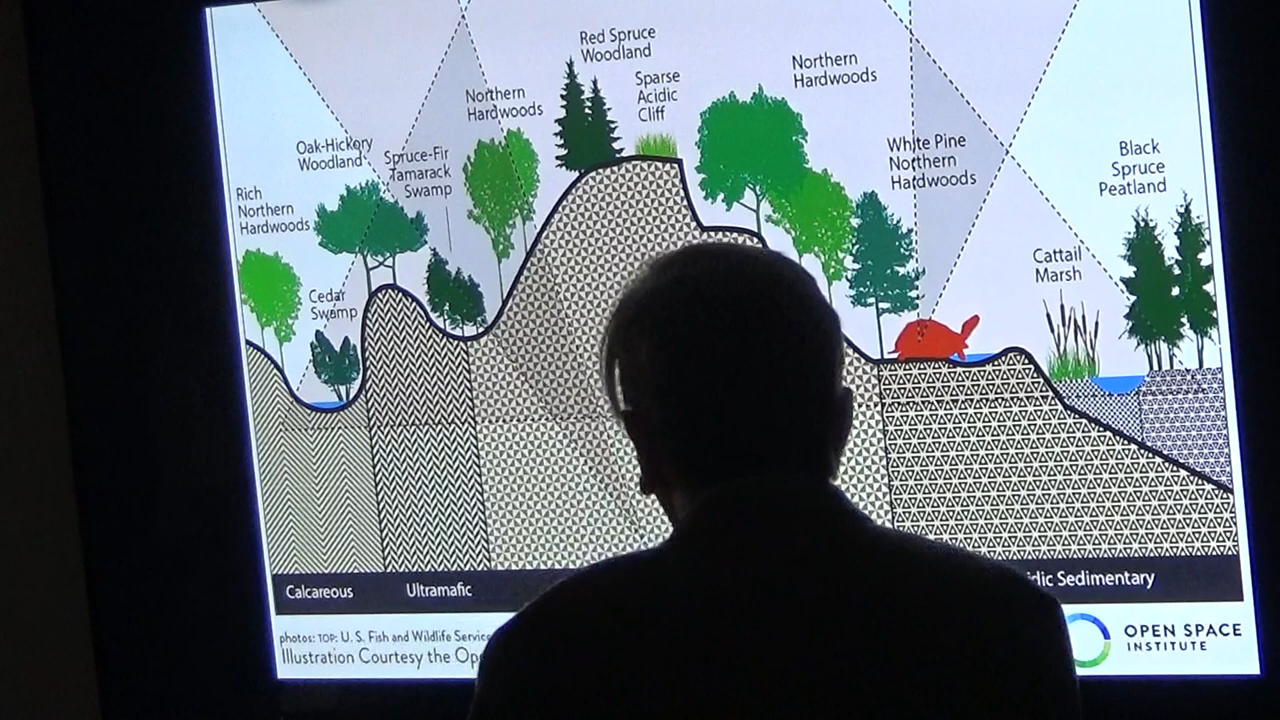 Red Spruce
Woodland
Sparse
Acidic
Cliff
Northern
Hardwoods
Northern
Hardwoods
Oak-Hickory
Woodland
Spruce-Fir
Tamarack
Swamp
White Pine
Northern
Hardwoods
Black
Spruce
Peatland
Rich
Northern
Hardwoods
Cattail
Marsh
Cedar
Swamp
Calcareous
Ultramafic
Sedimentary
photos: TOP: U. S. Fish and Wildlife Service
Illustration Courtesy the
OPEN SPACE
INSTITUTE